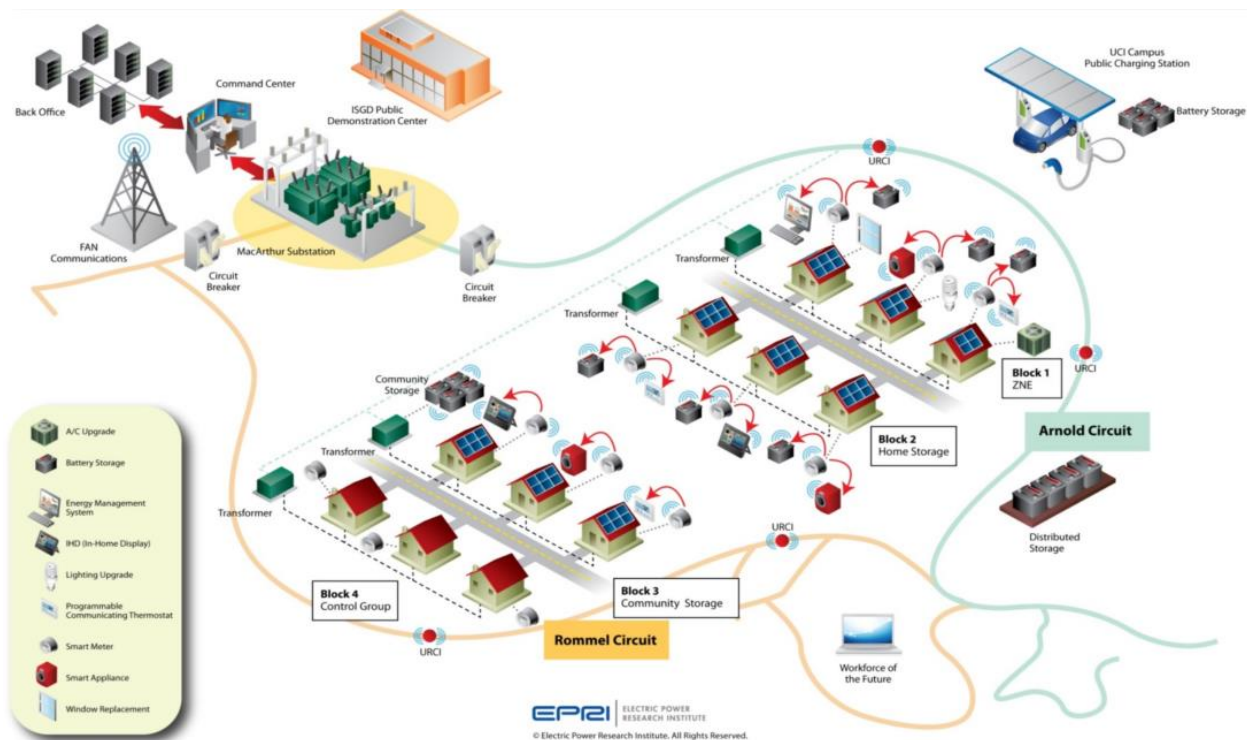 Back Office
Command Center
ISGD Public
Demonstration Center
UCI Campus
Public Charging Station
Battery Storage
FAN
Communications
Circuit
Breaker
MacArthur Substation
Circuit
Breaker
URCI
Transformer
Transformer
Block 1
ZNE
URCI
Block 2
Home Storage
Arnold Circuit
Community
Storage
Transformer
Transformer
Distributed
Storage
Block 4
Control Group
Block 3
Community Storage
URCI
URCI
Rommel Circuit
Workforce of
the Future
A/C Upgrade
Battery Storage
Energy Management
System
IHD (In-Home Display)
Lighting Upgrade
Programmable
Communicating Thermostat
Smart Meter
Smart Appliance
Window Replacement
EPRI
ELECTRIC POWER
RESEARCH INSTITUTE
© Electric Power Research Institute. All Rights Reserved.